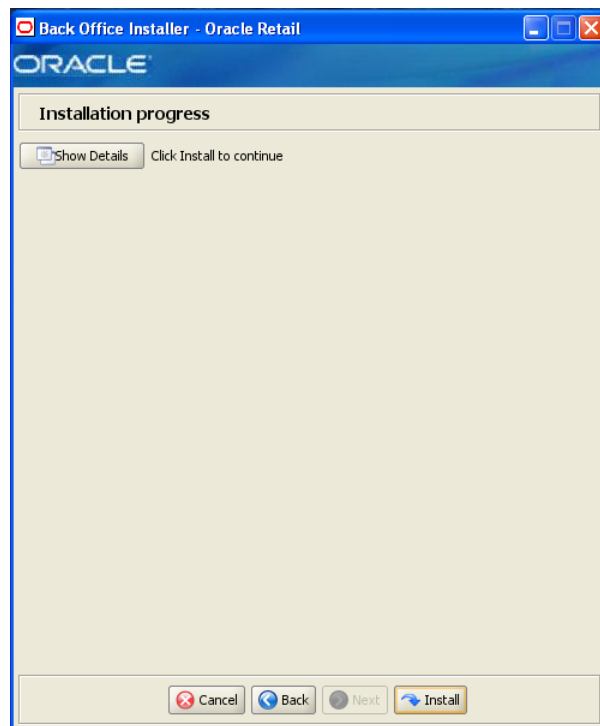 Back Office Installer - Oracle Retail
ORACLE
Installation progress
Show Details Click Install to continue
Cancel Back Next Install